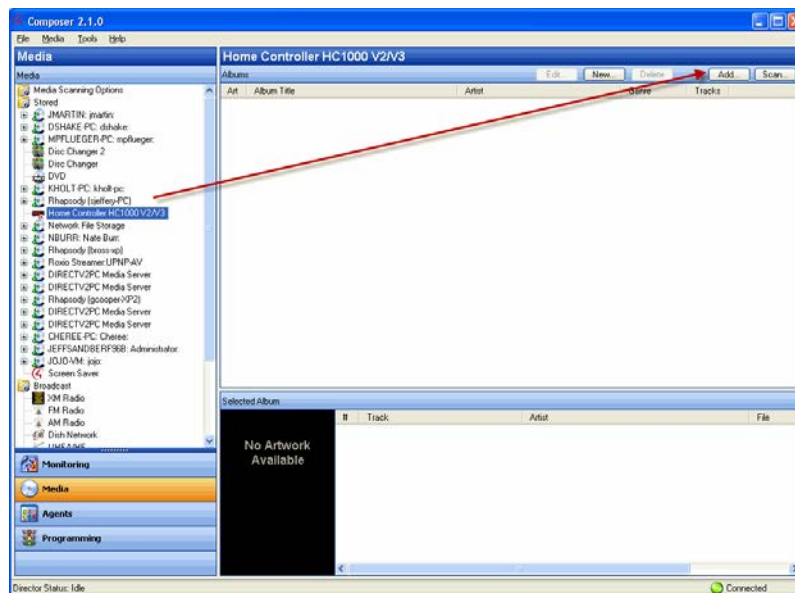 Composer 2.1.0
File Media Tools Help
Media
Home Controller HC1000 V2/V3
Media
Albums
Edit... New... Delete Add... Scan...
Art Album Title Artist Genre Tracks
Media Scanning Options
Stored
JMARTIN: jmartin:
DSHAKE-PC: dshake:
MPFLUEGER-PC: mpflueger:
Disc Changer 2
Disc Changer
DVD
KHOLT-PC: kholt-pc:
Rhapsody (sjeffery-PC)
Home Controller HC1000 V2/V3
Network File Storage
NBURR: Nate Burr:
Rhapsody (bross-xp)
Roxio Streamer:UPNP-AV
DIRECTV2PC Media Server
DIRECTV2PC Media Server
Rhapsody (gcooper-XP2)
DIRECTV2PC Media Server
DIRECTV2PC Media Server
CHEREE-PC: Cheree:
JEFFSANDBERF96B: Administrator:
JOJO-VM: jojo:
Screen Saver
Broadcast
XM Radio
FM Radio
AM Radio
Dish Network
Monitoring
Media
Agents
Programming
Selected Album
# Track Artist File
No Artwork
Available
Director Status: Idle
Connected